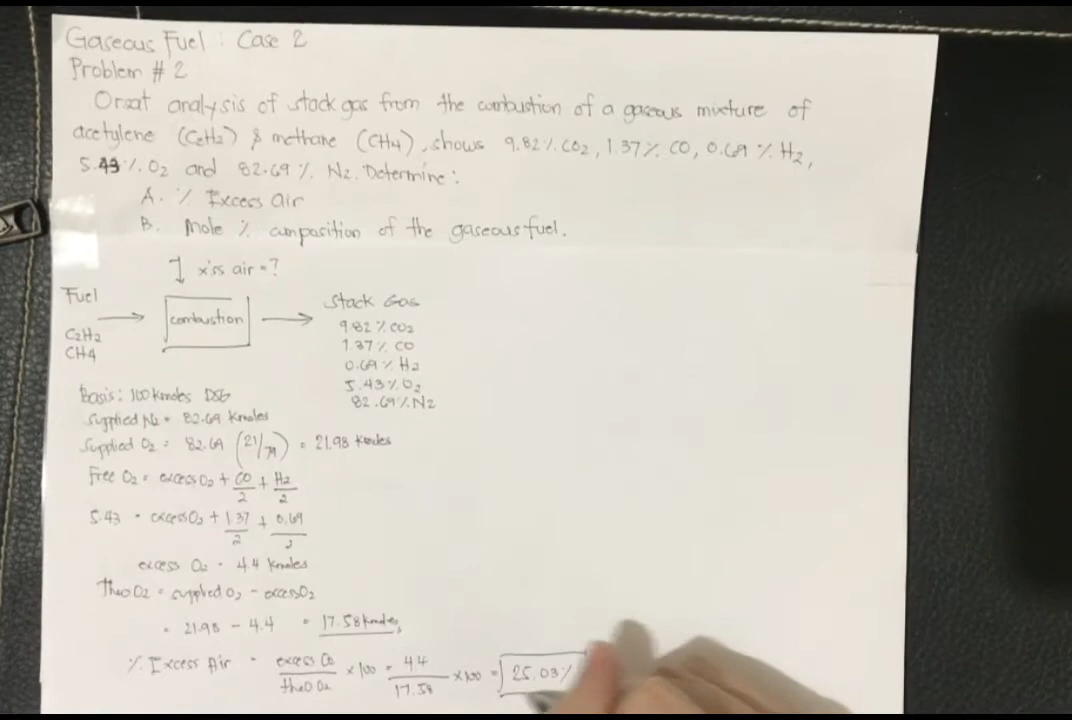 Gaseous Fuel : Case 2
Problem # 2
Orsat analysis of stack gas from the combustion of a gaseous mixture of
acetylene (C2H2) & methane (CH4), shows 9.82% CO2, 1.37% CO, 0.69% H2,
5.43% O2 and 82.69% N2. Determine:
A. % Excess air
B. Mole % composition of the gaseous fuel.
x'ss air = ?
Fuel
C2H2
CH4
combustion
Stack Gas
9.82% CO2
1.37% CO
0.69% H2
5.43% O2
82.69% N2
Basis: 100 Kmoles DSG
Supplied N2 = 82.69 Kmoles
Supplied O2 = 82.69 (21/79) = 21.98 Kmoles
Free O2 = excess O2 + CO/2 + H2/2
5.43 = excess O2 + 1.37/2 + 0.69/2
excess O2 = 4.4 Kmoles
Theo O2 = supplied O2 - excess O2
= 21.98 - 4.4 = 17.58 Kmoles
% Excess Air = excess O2/theo O2 x 100 = 4.4/17.58 x 100 = 25.03%